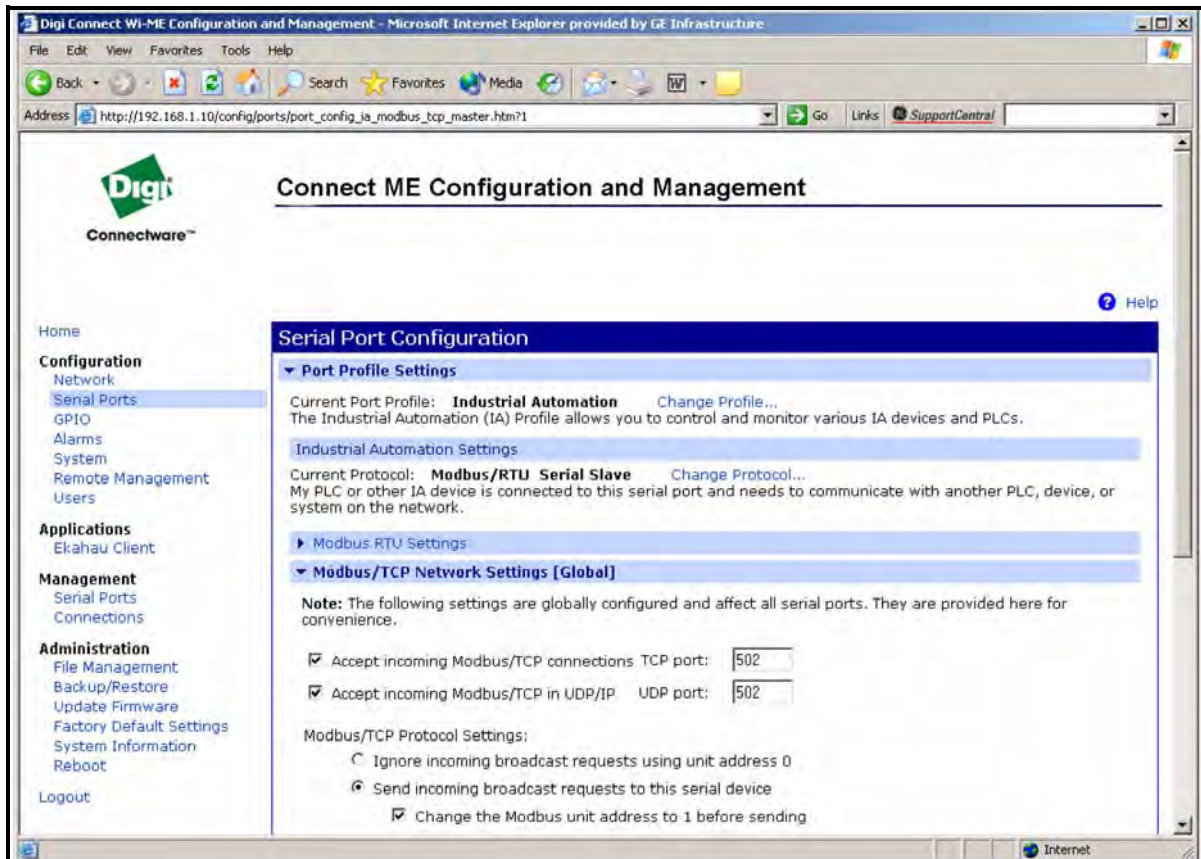 Digi Connect Wi-ME Configuration and Management - Microsoft Internet Explorer provided by GE Infrastructure
File Edit View Favorites Tools Help
Back Search Favorites Media
Address http://192.168.1.10/config/ports/port_config_ia_modbus_tcp_master.htm?1 Go Links SupportCentral
Digi
Connectware™
Connect ME Configuration and Management
Help
Home
Configuration
Network
Serial Ports
GPIO
Alarms
System
Remote Management
Users
Applications
Ekahau Client
Management
Serial Ports
Connections
Administration
File Management
Backup/Restore
Update Firmware
Factory Default Settings
System Information
Reboot
Logout
Serial Port Configuration
Port Profile Settings
Current Port Profile: Industrial Automation Change Profile...
The Industrial Automation (IA) Profile allows you to control and monitor various IA devices and PLCs.
Industrial Automation Settings
Current Protocol: Modbus/RTU Serial Slave Change Protocol...
My PLC or other IA device is connected to this serial port and needs to communicate with another PLC, device, or
system on the network.
Modbus RTU Settings
Modbus/TCP Network Settings [Global]
Note: The following settings are globally configured and affect all serial ports. They are provided here for
convenience.
Accept incoming Modbus/TCP connections TCP port: 502
Accept incoming Modbus/TCP in UDP/IP UDP port: 502
Modbus/TCP Protocol Settings:
Ignore incoming broadcast requests using unit address 0
Send incoming broadcast requests to this serial device
Change the Modbus unit address to 1 before sending
Internet